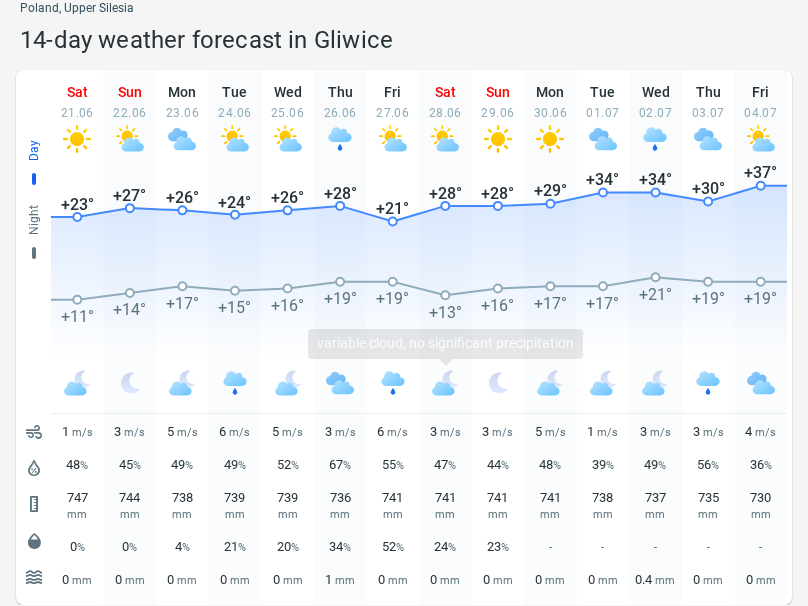 Poland, Upper Silesia
14-day weather forecast in Gliwice
Sat Sun Mon Tue Wed Thu Fri Sat Sun Mon Tue Wed Thu Fri
21.06 22.06 23.06 24.06 25.06 26.06 27.06 28.06 29.06 30.06 01.07 02.07 03.07 04.07
Day
+23° +27° +26° +24° +26° +28° +21° +28° +28° +29° +34° +34° +30° +37°
Night
+11° +14° +17° +15° +16° +19° +19° +13° +16° +17° +17° +21° +19° +19°
variable cloud, no significant precipitation
1 m/s 3 m/s 5 m/s 6 m/s 5 m/s 3 m/s 6 m/s 3 m/s 3 m/s 5 m/s 1 m/s 3 m/s 3 m/s 4 m/s
48% 45% 49% 49% 52% 67% 55% 47% 44% 48% 39% 49% 56% 36%
747 744 738 739 739 736 741 741 741 741 738 737 735 730
mm mm mm mm mm mm mm mm mm mm mm mm mm mm
0% 0% 4% 21% 20% 34% 52% 24% 23% - - - - -
0 mm 0 mm 0 mm 0 mm 0 mm 1 mm 0 mm 0 mm 0 mm 0 mm 0 mm 0.4 mm 0 mm 0 mm